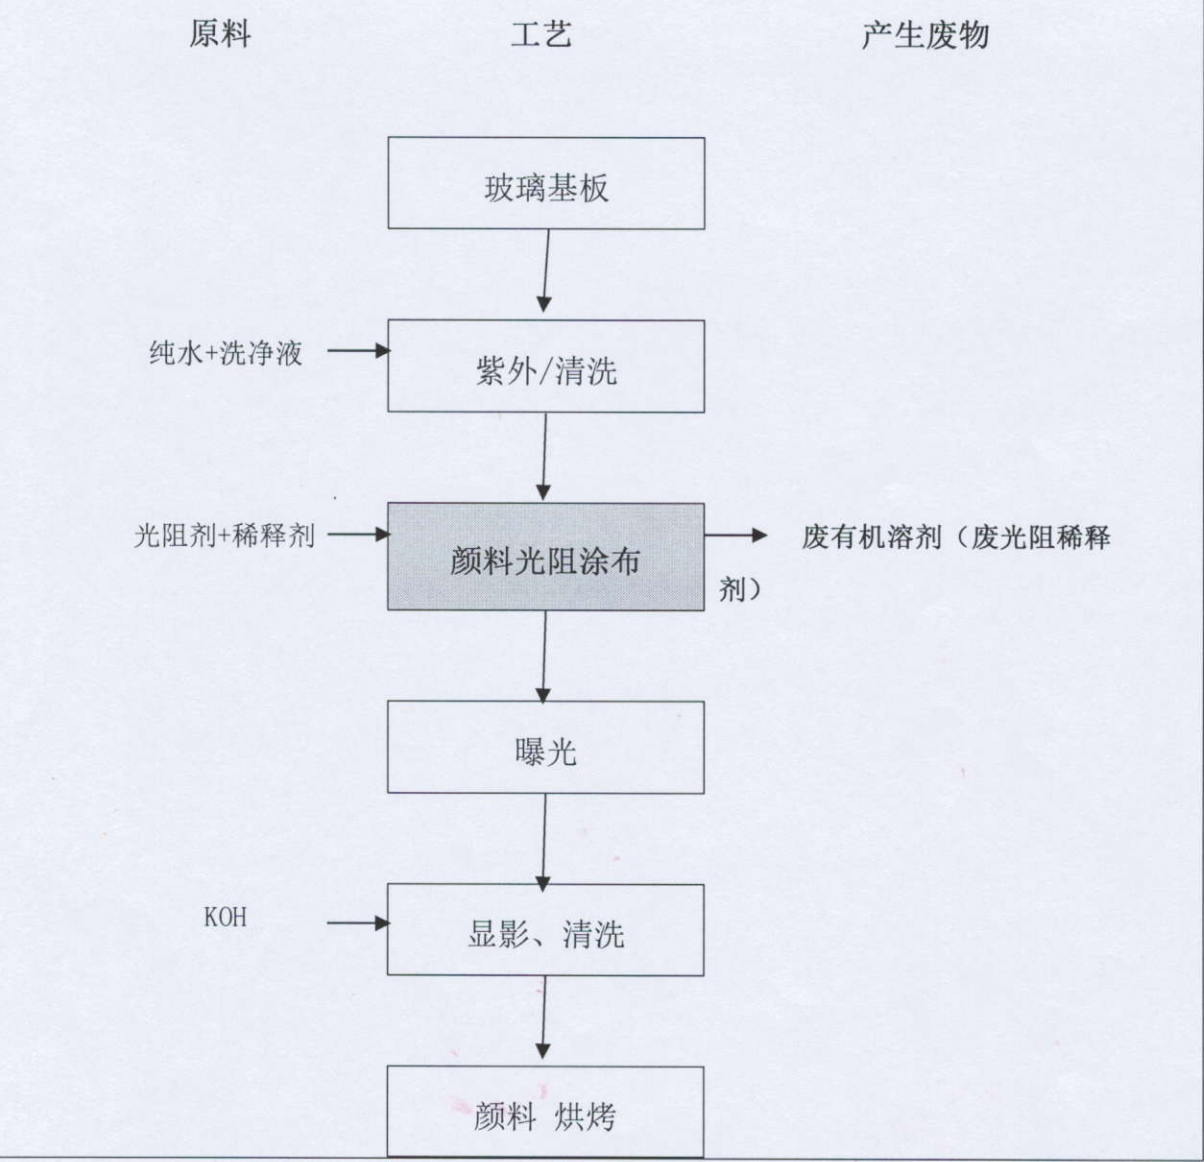 原料 工艺 产生废物
玻璃基板
纯水+洗净液
紫外/清洗
光阻剂+稀释剂
颜料光阻涂布
废有机溶剂（废光阻稀释
剂）
曝光
KOH
显影、清洗
颜料 烘烤